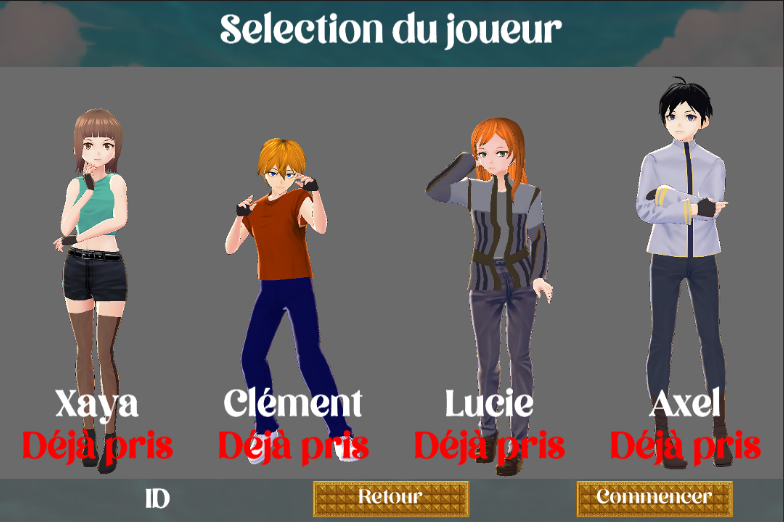 Selection du joueur
Xaya Clément Lucie Axel
Déjà pris Déjà pris Déjà pris Déjà pris
ID Retour Commencer